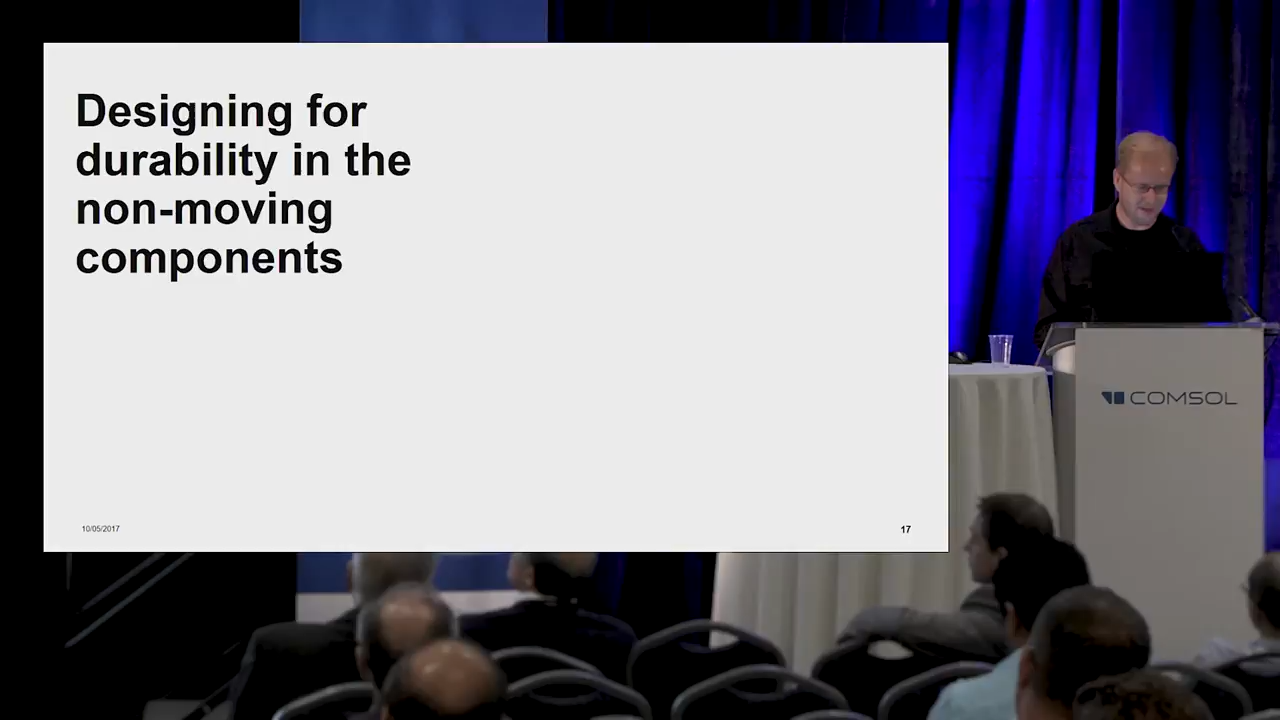 Designing for
durability in the
non-moving
components
10/05/2017
17
COMSOL